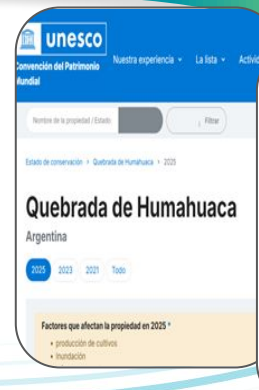 unesco
Convención del Patrimonio
Mundial
Nuestra experiencia
La lista
Activid
Nombre de la propiedad / Estado
Filtrar
Estado de conservación > Quebrada de Humahuaca > 2025
Quebrada de Humahuaca
Argentina
2025 2023 2021 Todo
Factores que afectan la propiedad en 2025 *
• producción de cultivos
• Inundación